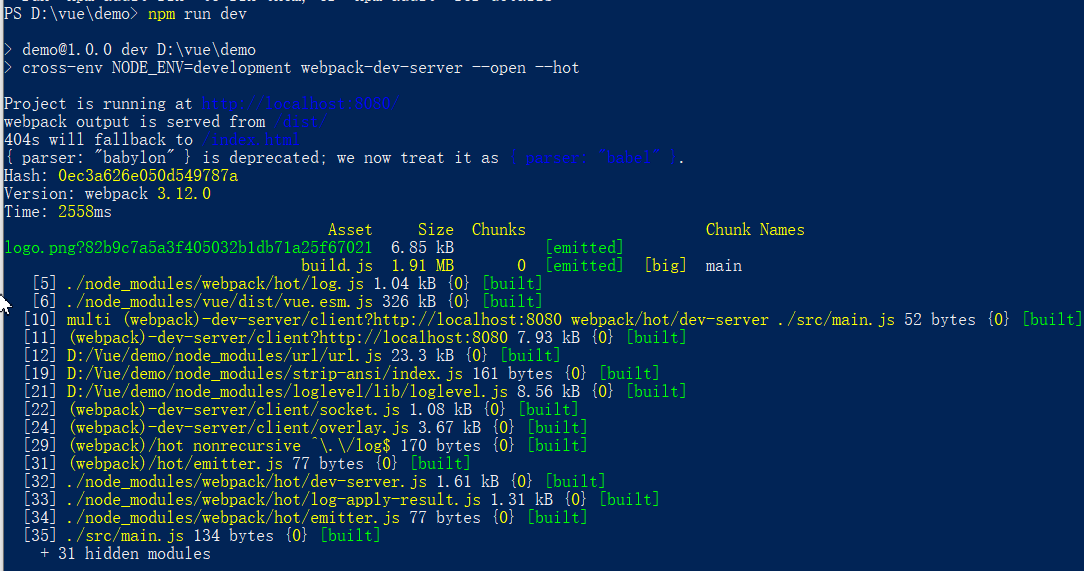 PS D:\vue\demo> npm run dev
> demo@1.0.0 dev D:\vue\demo
> cross-env NODE_ENV=development webpack-dev-server --open --hot
Project is running at http://localhost:8080/
webpack output is served from /dist/
404s will fallback to /index.html
{ parser: "babylon" } is deprecated; we now treat it as { parser: "babel" }.
Hash: 0ec3a626e050d549787a
Version: webpack 3.12.0
Time: 2558ms
Asset Size Chunks Chunk Names
logo.png?82b9c7a5a3f405032b1db71a25f67021 6.85 kB [emitted]
build.js 1.91 MB 0 [emitted] [big] main
[5] ./node_modules/webpack/hot/log.js 1.04 kB {0} [built]
[6] ./node_modules/vue/dist/vue.esm.js 326 kB {0} [built]
[10] multi (webpack)-dev-server/client?http://localhost:8080 webpack/hot/dev-server ./src/main.js 52 bytes {0} [built]
[11] (webpack)-dev-server/client?http://localhost:8080 7.93 kB {0} [built]
[12] D:/Vue/demo/node_modules/url/url.js 23.3 kB {0} [built]
[19] D:/Vue/demo/node_modules/strip-ansi/index.js 161 bytes {0} [built]
[21] D:/Vue/demo/node_modules/loglevel/lib/loglevel.js 8.56 kB {0} [built]
[22] (webpack)-dev-server/client/socket.js 1.08 kB {0} [built]
[24] (webpack)-dev-server/client/overlay.js 3.67 kB {0} [built]
[29] (webpack)/hot nonrecursive ^\.\/log$ 170 bytes {0} [built]
[31] (webpack)/hot/emitter.js 77 bytes {0} [built]
[32] ./node_modules/webpack/hot/dev-server.js 1.61 kB {0} [built]
[33] ./node_modules/webpack/hot/log-apply-result.js 1.31 kB {0} [built]
[34] ./node_modules/webpack/hot/emitter.js 77 bytes {0} [built]
[35] ./src/main.js 134 bytes {0} [built]
+ 31 hidden modules